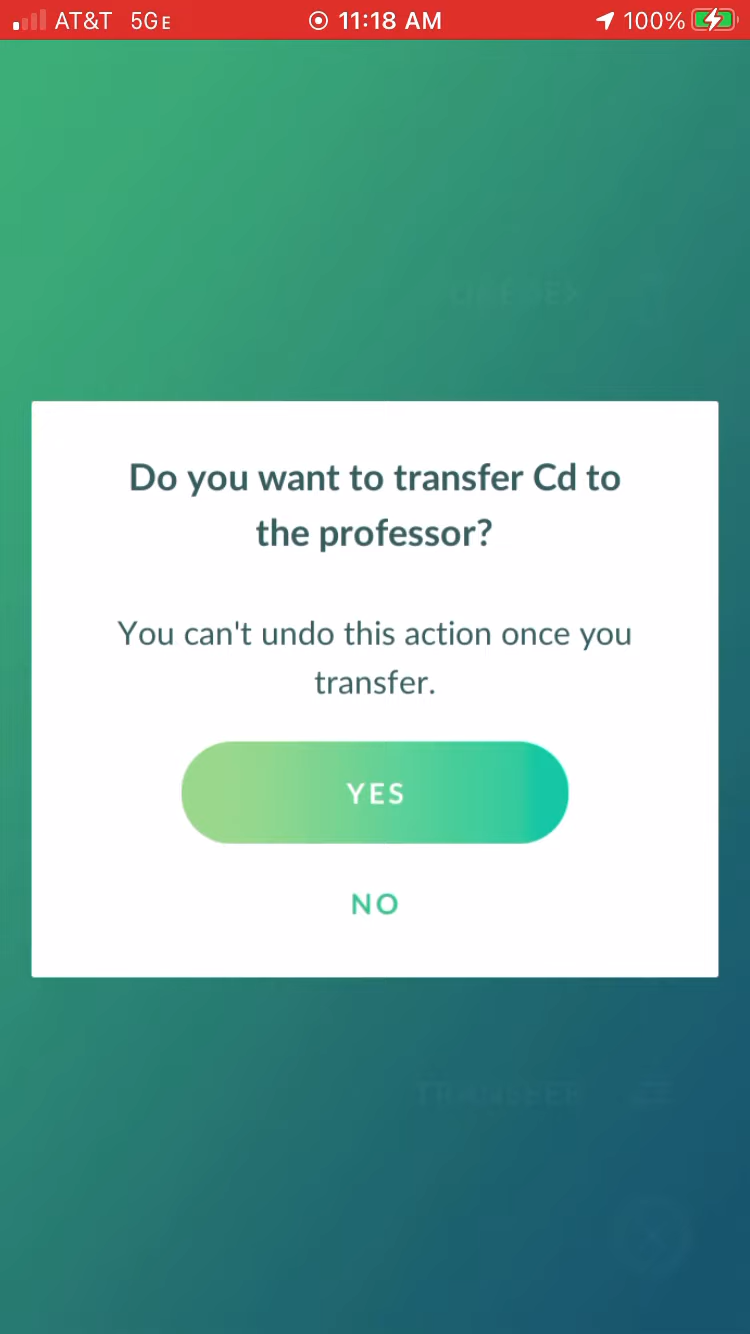 AT&T 5GE 11:18 AM 100%
Do you want to transfer Cd to
the professor?
You can't undo this action once you
transfer.
YES
NO
TRANSFER